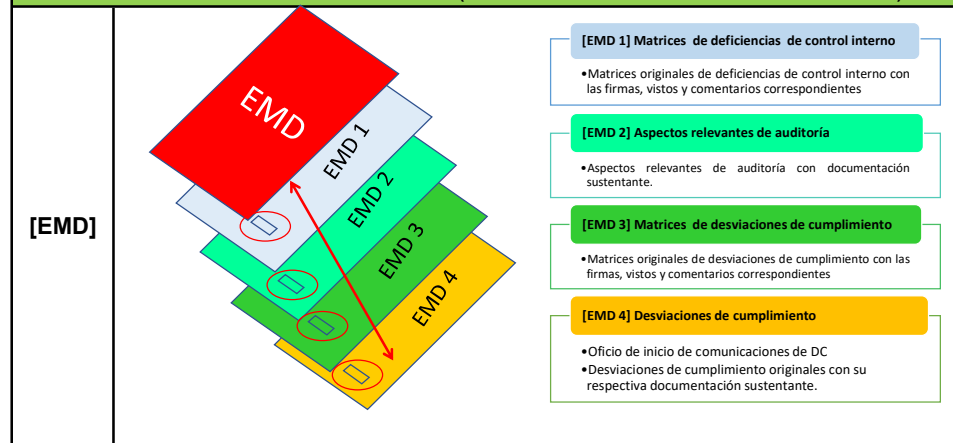 [EMD]
EMD
EMD 1
EMD 2
EMD 3
EMD 4
[EMD 1] Matrices de deficiencias de control interno
•Matrices originales de deficiencias de control interno con
las firmas, vistos y comentarios correspondientes
[EMD 2] Aspectos relevantes de auditoría
•Aspectos relevantes de auditoría con documentación
sustentante.
[EMD 3] Matrices de desviaciones de cumplimiento
•Matrices originales de desviaciones de cumplimiento con las
firmas, vistos y comentarios correspondientes
[EMD 4] Desviaciones de cumplimiento
•Oficio de inicio de comunicaciones de DC
•Desviaciones de cumplimiento originales con su
respectiva documentación sustentante.